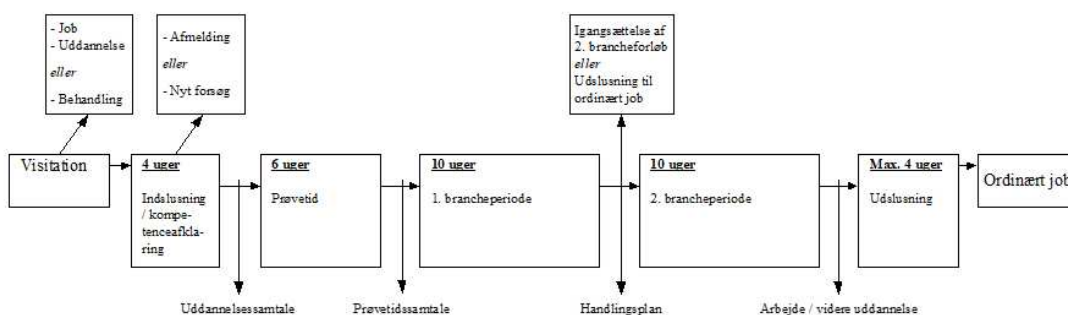 - Job
- Uddannelse
eller
- Behandling
- Afmelding
eller
- Nyt forsøg
Igangsættelse af
2. brancheforløb
eller
Udslusning til
ordinært job
Visitation
4 uger
Indslusning
/ kompe-
tenceafkla-
ring
6 uger
Prøvetid
10 uger
1. brancheperiode
10 uger
2. brancheperiode
Max. 4 uger
Udslusning
Ordinært job
Uddannelsessamtale
Prøvetidssamtale
Handlingsplan
Arbejde / videre uddannelse